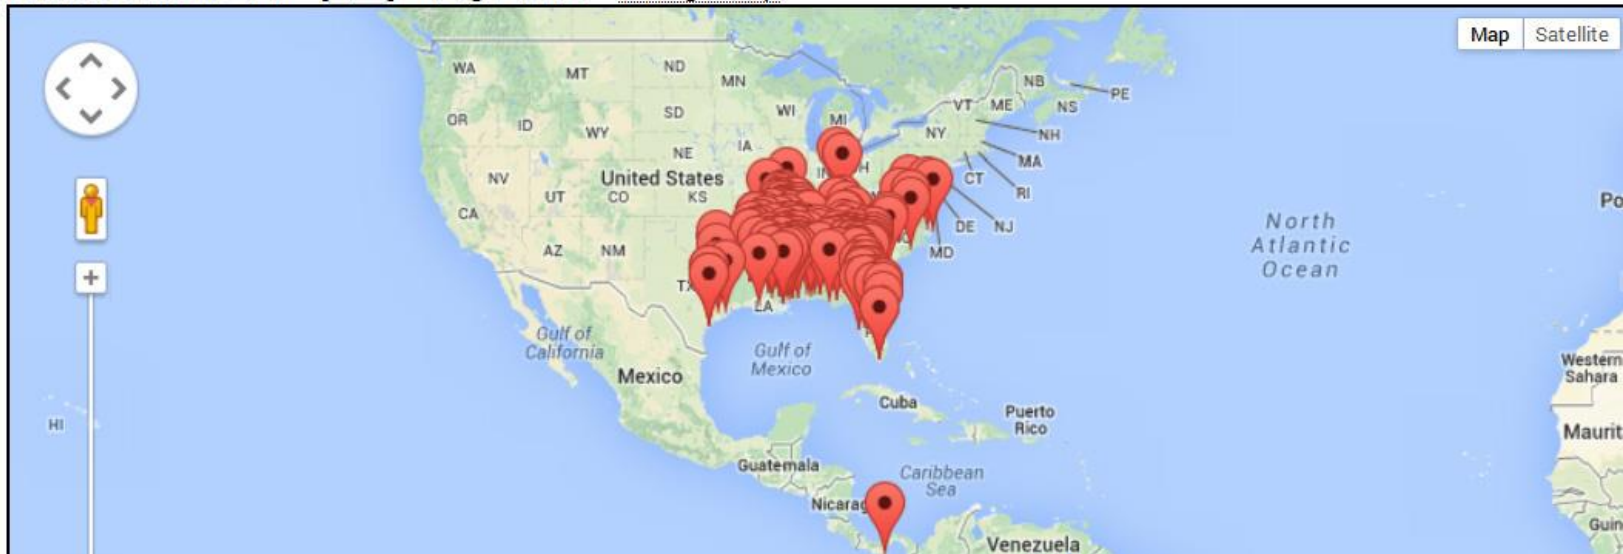 Map Satellite
WA
MT
ND
MN
NB
PE
OR
ID
SD
WI
MI
VT ME
NS
WY
NY
NH
NE
IA
MA
NV
United States
CT
RI
UT
CO
KS
CA
Po
DE NJ
North
Atlantic
Ocean
AZ
NM
MD
LA
Gulf of
California
Gulf of
Mexico
Mexico
Western
Sahara
Cuba
Puerto
Rico
HI
Maurit
Guatemala
Caribbean
Sea
Nicarag
Guin
Venezuela